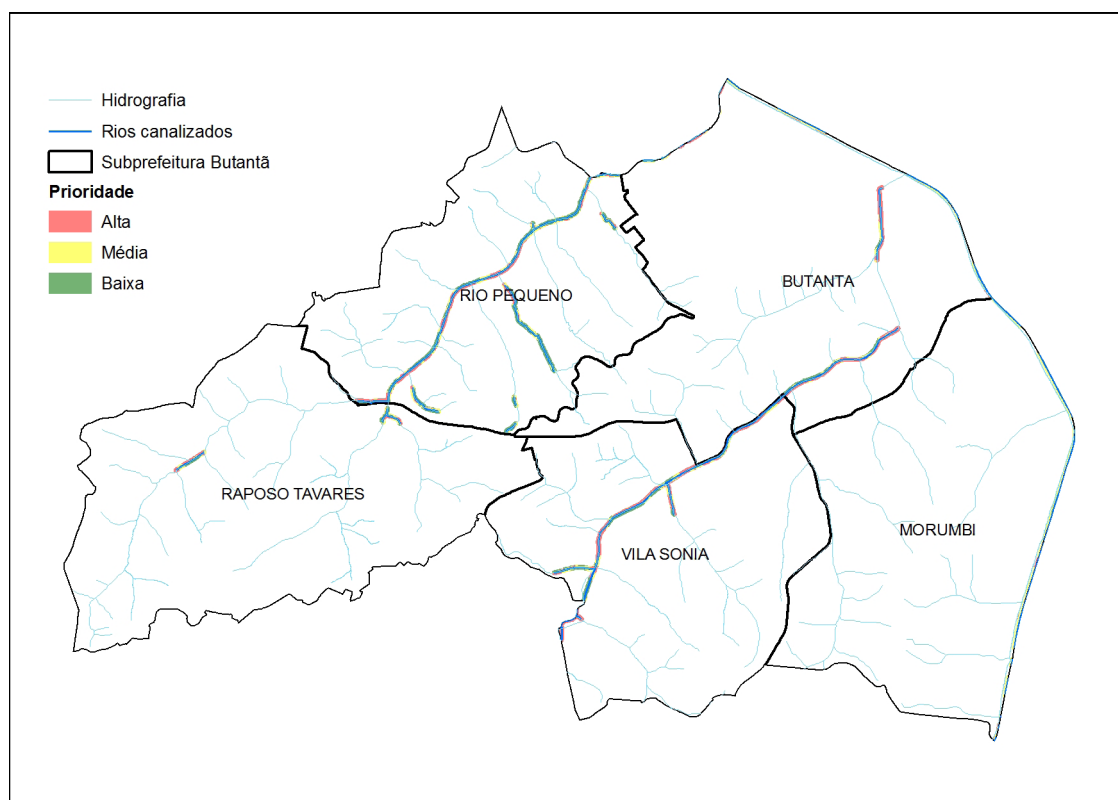 Hidrografia
Rios canalizados
Subprefeitura Butantã
Prioridade
Alta
Média
Baixa
RIO PEQUENO
BUTANTA
RAPOSO TAVARES
VILA SONIA
MORUMBI